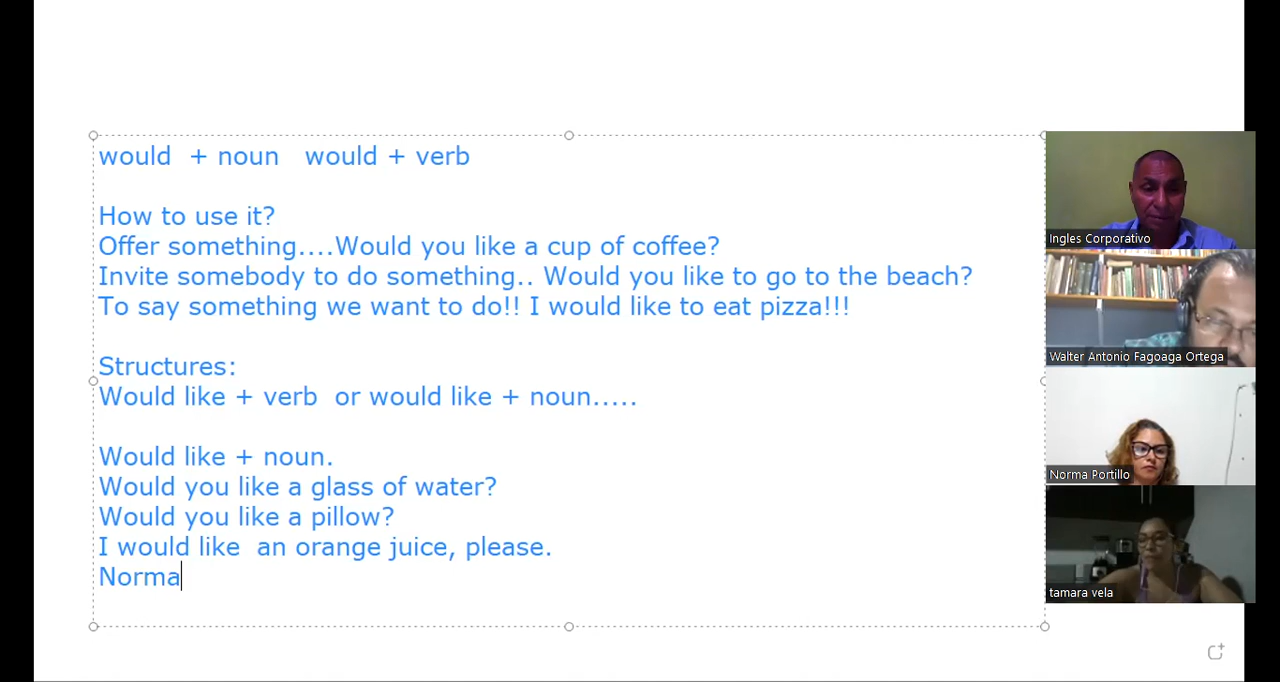 would + noun would + verb
How to use it?
Offer something....Would you like a cup of coffee?
Invite somebody to do something.. Would you like to go to the beach?
To say something we want to do!! I would like to eat pizza!!!
Structures:
Would like + verb or would like + noun.....
Would like + noun.
Would you like a glass of water?
Would you like a pillow?
I would like an orange juice, please.
Norma
Ingles Corporativo
Walter Antonio Fagoaga Ortega
Norma Portillo
tamara vela